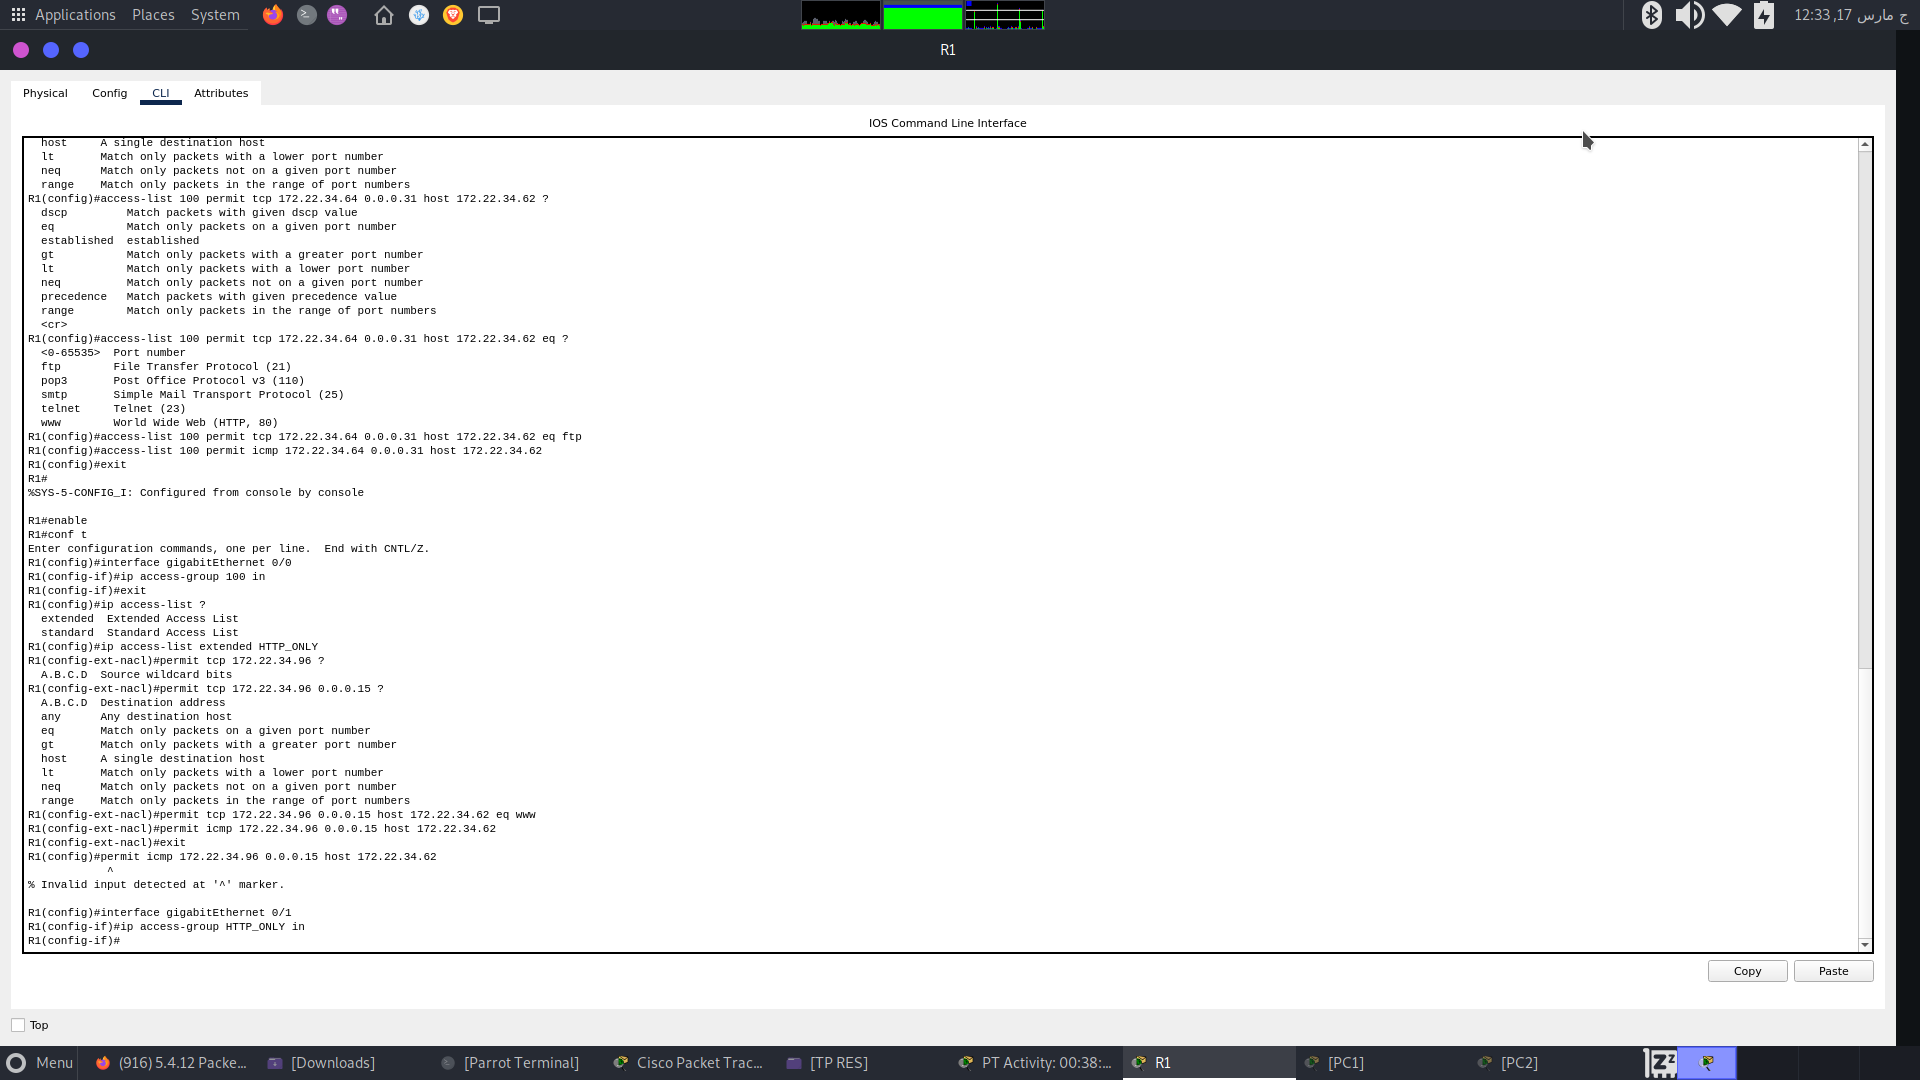 Applications Places System
12:33 ,17 مارس ج
R1
Physical Config CLI Attributes
IOS Command Line Interface
host A single destination host
lt Match only packets with a lower port number
neq Match only packets not on a given port number
range Match only packets in the range of port numbers
R1(config)#access-list 100 permit tcp 172.22.34.64 0.0.0.31 host 172.22.34.62 ?
dscp Match packets with given dscp value
eq Match only packets on a given port number
established established
gt Match only packets with a greater port number
lt Match only packets with a lower port number
neq Match only packets not on a given port number
precedence Match packets with given precedence value
range Match only packets in the range of port numbers
<cr>
R1(config)#access-list 100 permit tcp 172.22.34.64 0.0.0.31 host 172.22.34.62 eq ?
<0-65535> Port number
ftp File Transfer Protocol (21)
pop3 Post Office Protocol v3 (110)
smtp Simple Mail Transport Protocol (25)
telnet Telnet (23)
www World Wide Web (HTTP, 80)
R1(config)#access-list 100 permit tcp 172.22.34.64 0.0.0.31 host 172.22.34.62 eq ftp
R1(config)#access-list 100 permit icmp 172.22.34.64 0.0.0.31 host 172.22.34.62
R1(config)#exit
R1#
%SYS-5-CONFIG_I: Configured from console by console
R1#enable
R1#conf t
Enter configuration commands, one per line. End with CNTL/Z.
R1(config)#interface gigabitEthernet 0/0
R1(config-if)#ip access-group 100 in
R1(config-if)#exit
R1(config)#ip access-list ?
extended Extended Access List
standard Standard Access List
R1(config)#ip access-list extended HTTP_ONLY
R1(config-ext-nacl)#permit tcp 172.22.34.96 ?
A.B.C.D Source wildcard bits
R1(config-ext-nacl)#permit tcp 172.22.34.96 0.0.0.15 ?
A.B.C.D Destination address
any Any destination host
eq Match only packets on a given port number
gt Match only packets with a greater port number
host A single destination host
lt Match only packets with a lower port number
neq Match only packets not on a given port number
range Match only packets in the range of port numbers
R1(config-ext-nacl)#permit tcp 172.22.34.96 0.0.0.15 host 172.22.34.62 eq www
R1(config-ext-nacl)#permit icmp 172.22.34.96 0.0.0.15 host 172.22.34.62
R1(config-ext-nacl)#exit
R1(config)#permit icmp 172.22.34.96 0.0.0.15 host 172.22.34.62
^
% Invalid input detected at '^' marker.
R1(config)#interface gigabitEthernet 0/1
R1(config-if)#ip access-group HTTP_ONLY in
R1(config-if)#
Copy Paste
Top
Menu (916) 5.4.12 Packe... [Downloads] [Parrot Terminal] Cisco Packet Trac... [TP RES] PT Activity: 00:38:... R1 [PC1] [PC2]